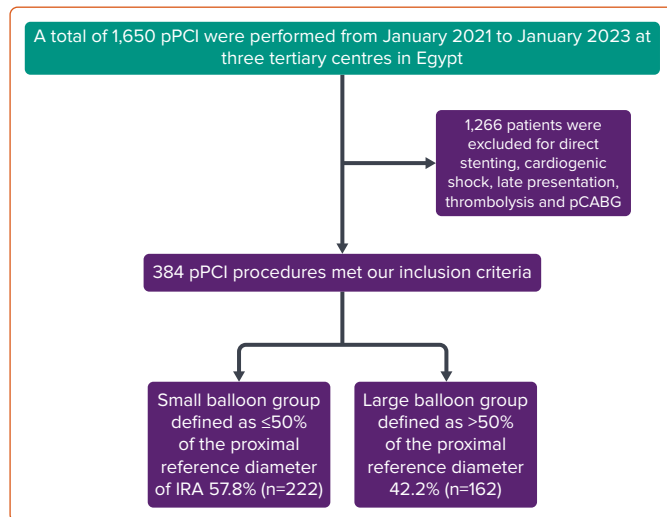 A total of 1,650 pPCI were performed from January 2021 to January 2023 at
three tertiary centres in Egypt
1,266 patients were
excluded for direct
stenting, cardiogenic
shock, late presentation,
thrombolysis and pCABG
384 pPCI procedures met our inclusion criteria
Small balloon group
defined as ≤50%
of the proximal
reference diameter
of IRA 57.8% (n=222)
Large balloon group
defined as >50%
of the proximal
reference diameter
42.2% (n=162)